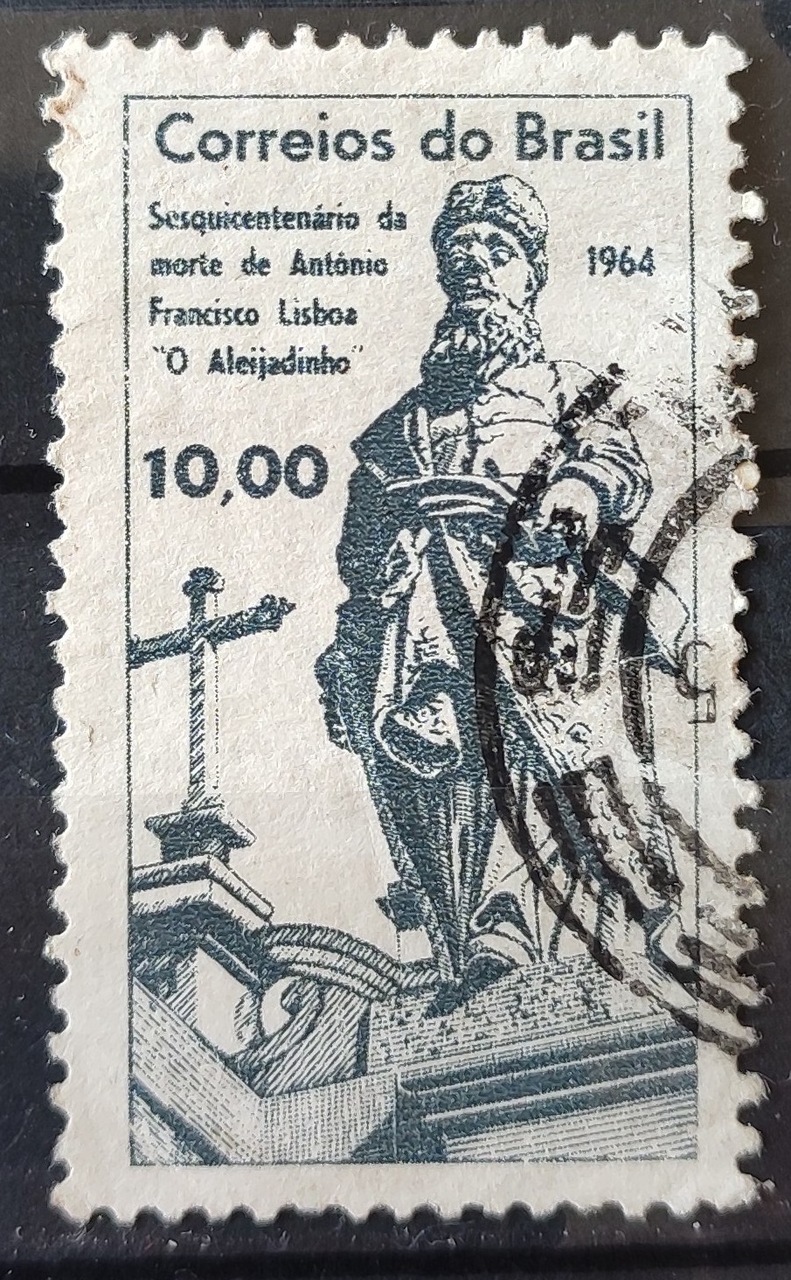 Correios do Brasil
Sesquicentenário da
morte de Antônio
Francisco Lisboa
"O Aleijadinho"
1964
10,00